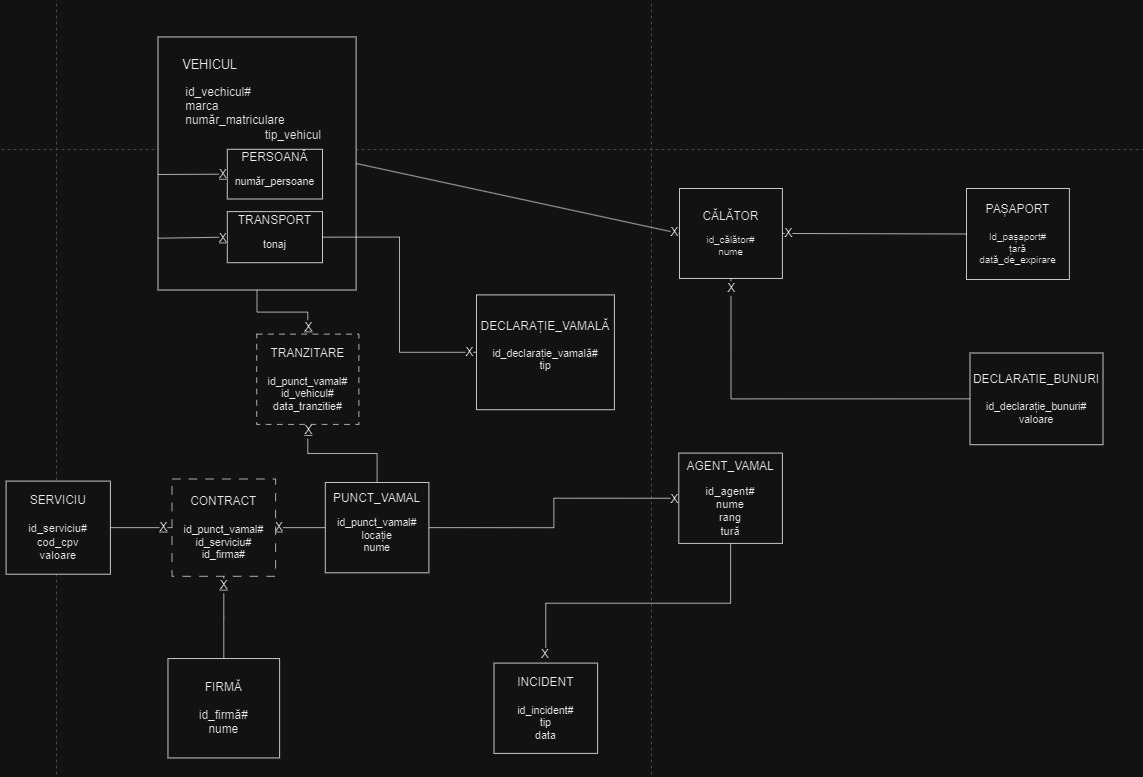 VEHICUL
id_vechicul#
marca
număr_matriculare
tip_vehicul
PERSOANĂ
X
număr_persoane
TRANSPORT
X
tonaj
X
CĂLĂTOR
id_călător#
nume
X
PAȘAPORT
Id_pașaport#
țară
dată_de_expirare
X
X
TRANZITARE
id_punct_vamal#
id_vehicul#
data_tranzitie#
X
X
DECLARAȚIE_VAMALĂ
id_declarație_vamală#
tip
DECLARATIE_BUNURI
id_declarație_bunuri#
valoare
SERVICIU
id_serviciu#
cod_cpv
valoare
X
CONTRACT
id_punct_vamal#
id_serviciu#
id_firma#
X
X
PUNCT_VAMAL
id_punct_vamal#
locație
nume
X
AGENT_VAMAL
id_agent#
nume
rang
tură
FIRMĂ
id_firmă#
nume
X
INCIDENT
id_incident#
tip
data